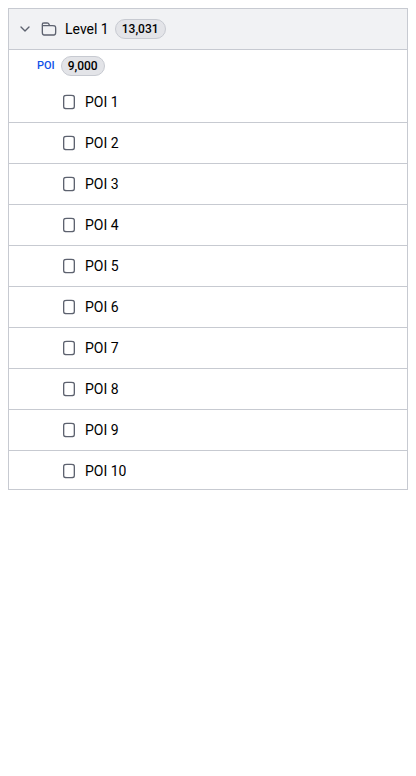 Level 1 13,031
POI 9,000
POI 1
POI 2
POI 3
POI 4
POI 5
POI 6
POI 7
POI 8
POI 9
POI 10